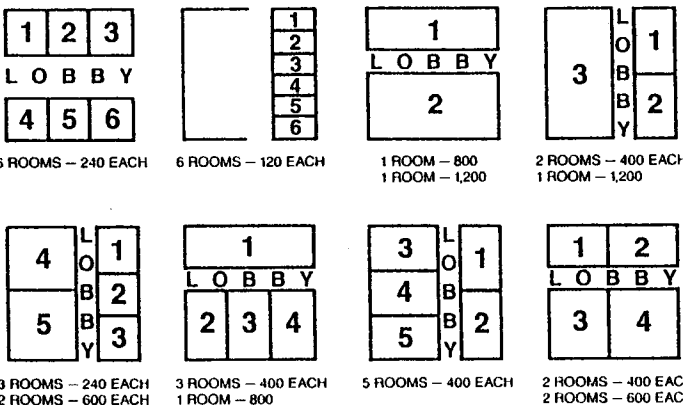 1 2 3
L O B B Y
4 5 6
6 ROOMS — 240 EACH
1
2
3
4
5
6
6 ROOMS — 120 EACH
1
L O B B Y
2
1 ROOM — 800
1 ROOM — 1,200
3
L O B B Y
1
2
2 ROOMS — 400 EACH
1 ROOM — 1,200
4
5
L O B B Y
1
2
3
3 ROOMS — 240 EACH
2 ROOMS — 600 EACH
1
L O B B Y
2 3 4
3 ROOMS — 400 EACH
1 ROOM — 800
3
4
5
L O B B Y
1
2
5 ROOMS — 400 EACH
1 2
L O B B Y
3 4
2 ROOMS — 400 EAC
2 ROOMS — 600 EAC